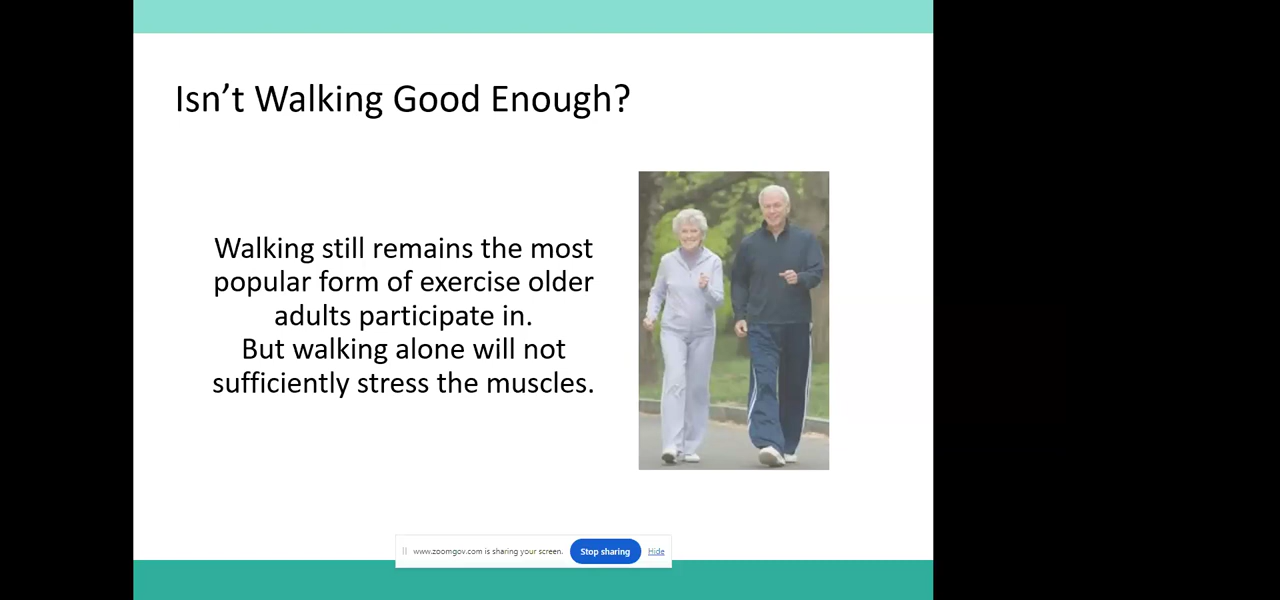 Isn’t Walking Good Enough?
Walking still remains the most
popular form of exercise older
adults participate in.
But walking alone will not
sufficiently stress the muscles.
www.zoomgov.com is sharing your screen. Stop sharing Hide